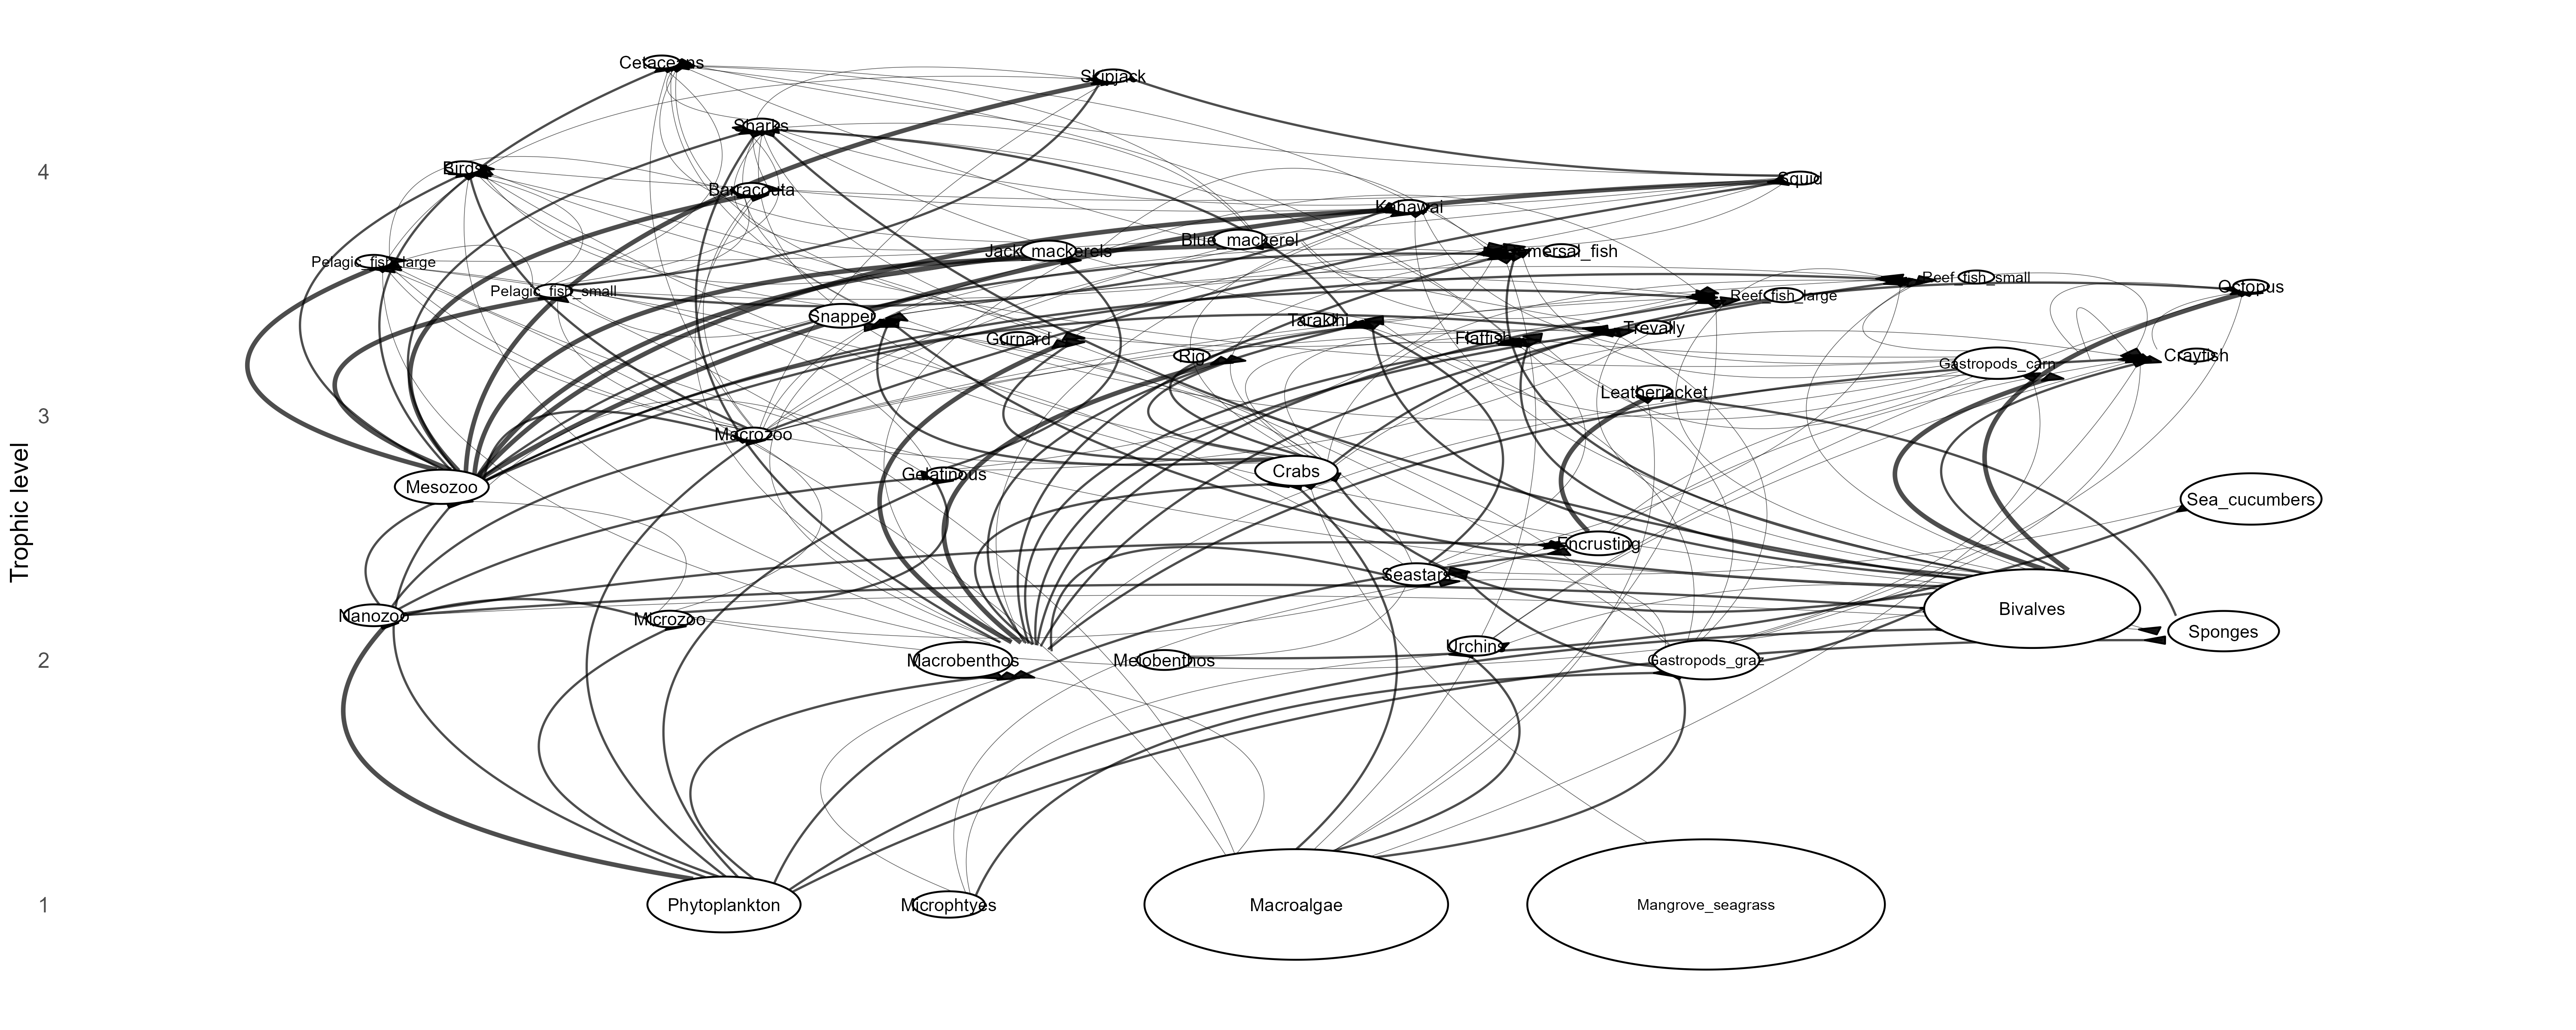 Cetaceans
Skipjack
Sharks
Birds
4
Barracouta
Squid
Kahawai
Blue_mackerel
Jack_mackerels
mersal_fish
Pelagic_fish_large
Reef_fish_small
Octopus
Pelagic_fish_small
Reef_fish_large
Snapper
Tarakihi
Trevally
Gurnard
Flatfish
Rig
Crayfish
Gastropods_carn
Leatherjacket
3
Macrozoo
Crabs
Gelatinous
Mesozoo
Sea_cucumbers
Trophic level
Encrusting
Seastars
Bivalves
Nanozoo
Microzoo
Sponges
Urchins
2
Macrobenthos
Meiobenthos
Gastropods_graz
1
Phytoplankton
Microphtyes
Macroalgae
Mangrove_seagrass